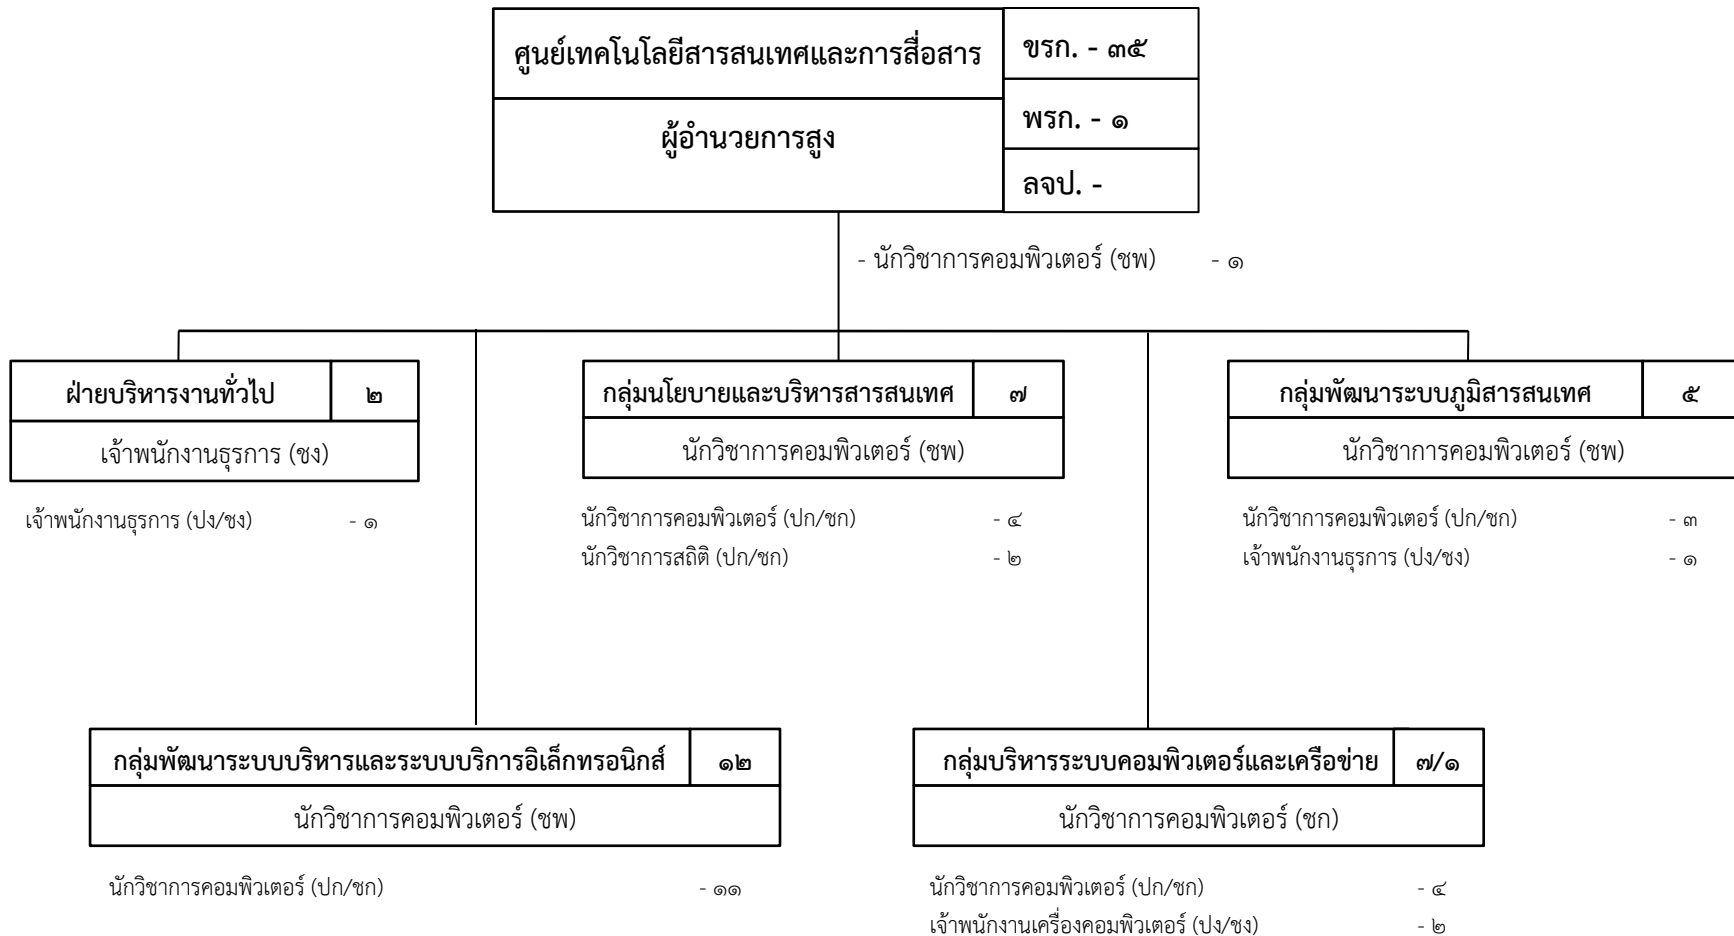 ศูนย์เทคโนโลยีสารสนเทศและการสื่อสาร
ขรก. - ๓๕
ผู้อำนวยการสูง
พรก. - ๑
ลจป. -
- นักวิชาการคอมพิวเตอร์ (ชพ) - ๑
ฝ่ายบริหารงานทั่วไป ๒
เจ้าพนักงานธุรการ (ชง)
เจ้าพนักงานธุรการ (ปง/ชง) - ๑
กลุ่มนโยบายและบริหารสารสนเทศ ๗
นักวิชาการคอมพิวเตอร์ (ชพ)
นักวิชาการคอมพิวเตอร์ (ปก/ชก) - ๔
นักวิชาการสถิติ (ปก/ชก) - ๒
กลุ่มพัฒนาระบบภูมิสารสนเทศ ๕
นักวิชาการคอมพิวเตอร์ (ชพ)
นักวิชาการคอมพิวเตอร์ (ปก/ชก) - ๓
เจ้าพนักงานธุรการ (ปง/ชง) - ๑
กลุ่มพัฒนาระบบบริหารและระบบบริการอิเล็กทรอนิกส์ ๑๒
นักวิชาการคอมพิวเตอร์ (ชพ)
นักวิชาการคอมพิวเตอร์ (ปก/ชก) - ๑๑
กลุ่มบริหารระบบคอมพิวเตอร์และเครือข่าย ๗/๑
นักวิชาการคอมพิวเตอร์ (ชก)
นักวิชาการคอมพิวเตอร์ (ปก/ชก) - ๔
เจ้าพนักงานเครื่องคอมพิวเตอร์ (ปง/ชง) - ๒